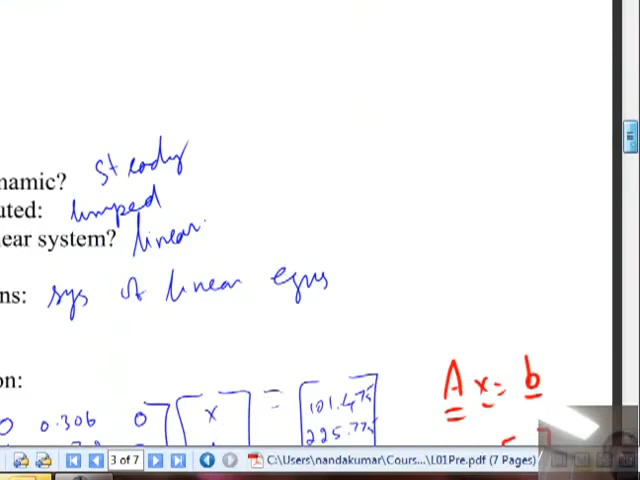 namic? Steady
uted: lumped
ear system? linear
ns: sys of linear eqns
on:
A x = b
0 0.306 0 x = 101.475
225.775
3 of 7 C:\Users\nandakumar\Cours...\L01Pre.pdf (7 Pages)